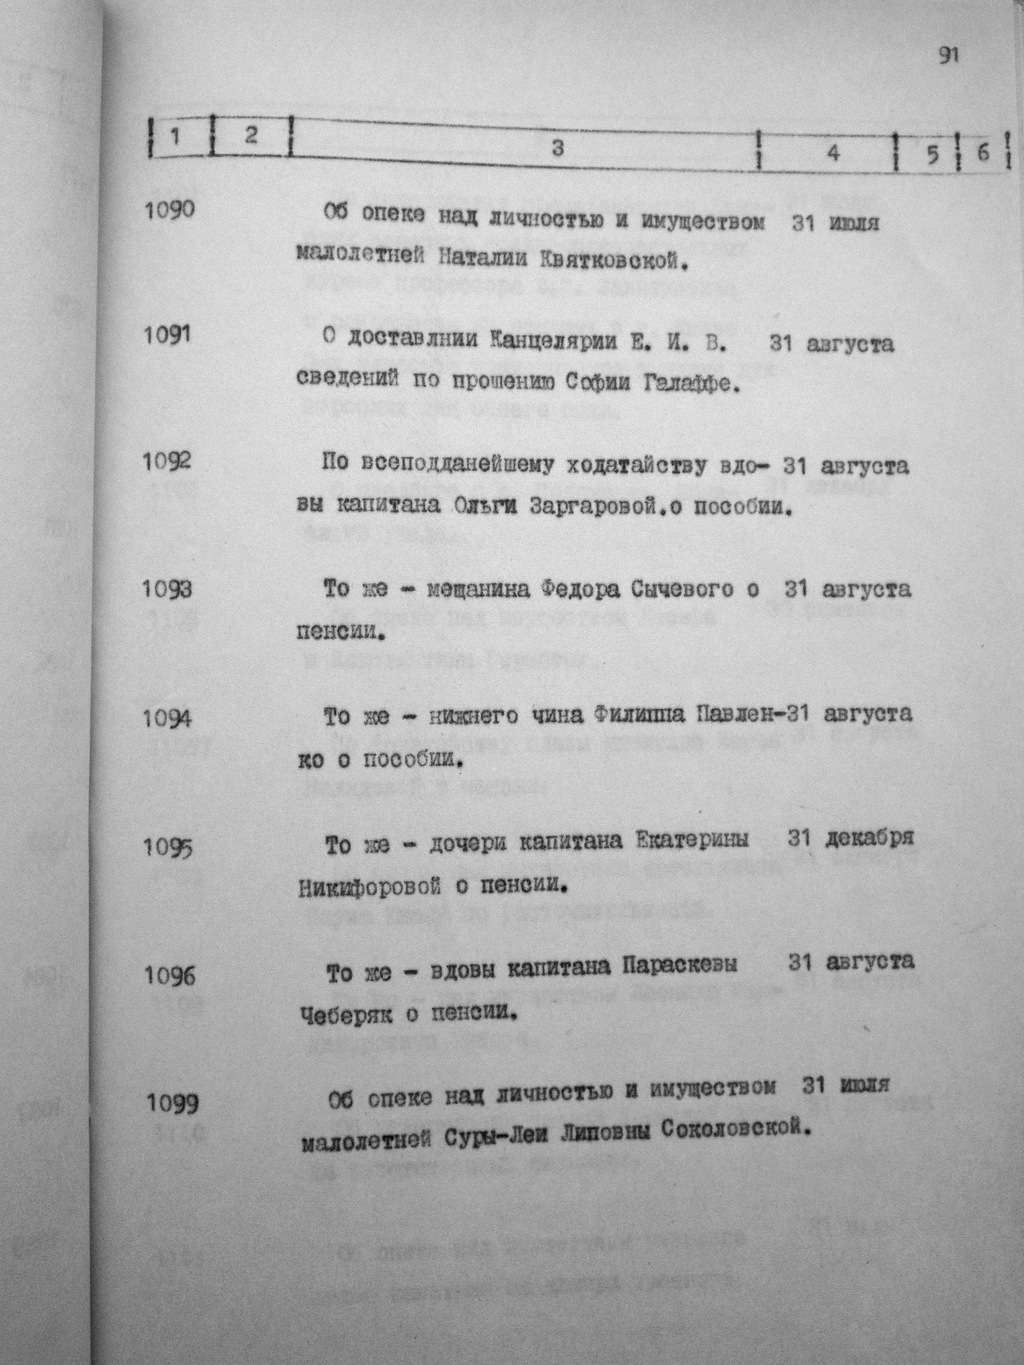 91
1 2 3 4 5 6
1090 Об опеке над личностью и имуществом 31 июля
малолетней Наталии Квятковской.
1091 О доставлнии Канцелярии Е. И. В. 31 августа
сведений по прошению Софии Галаффе.
1092 По всеподданейшему ходатайству вдо- 31 августа
вы капитана Ольги Заргаровой.о пособии.
1093 То же - мещанина Федора Сычевого о 31 августа
пенсии.
1094 То же - нижнего чина Филиппа Павлен-31 августа
ко о пособии.
1095 То же - дочери капитана Екатерины 31 декабря
Никифоровой о пенсии.
1096 То же - вдовы капитана Параскевы 31 августа
Чеберяк о пенсии.
1099 Об опеке над личностью и имуществом 31 июля
малолетней Суры-Леи Липовны Соколовской.